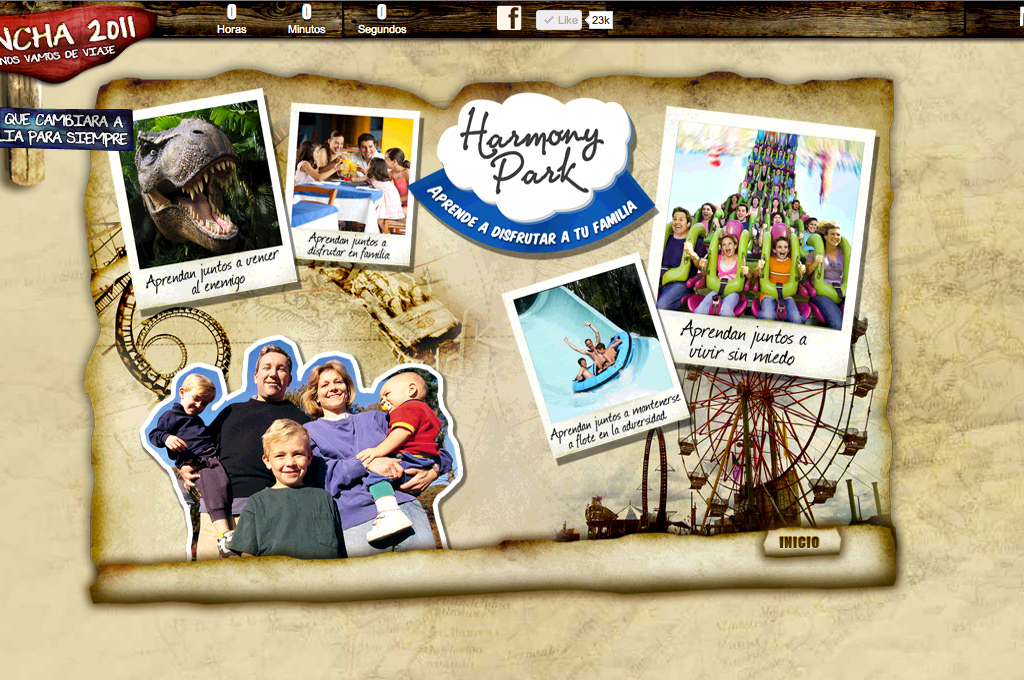 NCHA 2011
NOS VAMOS DE VIAJE
0 0 0
Horas Minutos Segundos
f
Like 23k
QUE CAMBIARA A
LIA PARA SIEMPRE
Harmony
Park
APRENDE A DISFRUTAR A TU FAMILIA
Aprendan juntos a vencer
al enemigo
Aprendan juntos a
disfrutar en familia
Aprendan juntos a
vivir sin miedo
Aprendan juntos a mantenerse
a flote en la adversidad
INICIO